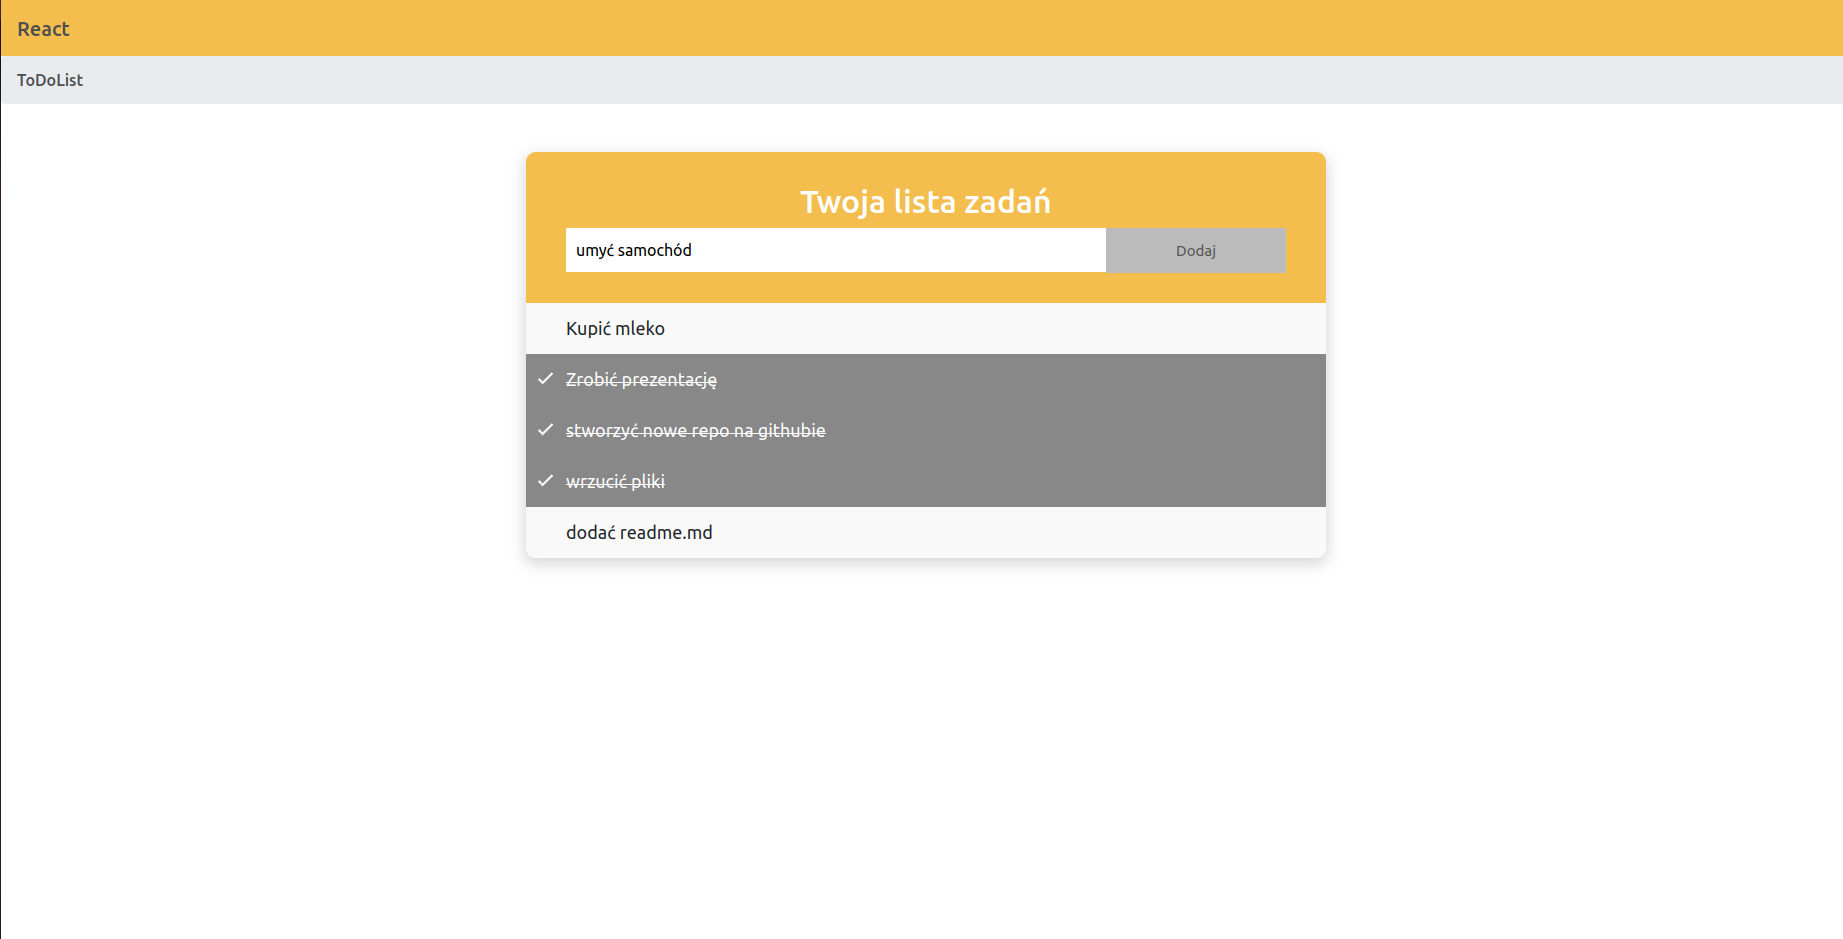 React
ToDoList
Twoja lista zadań
umyć samochód
Dodaj
Kupić mleko
Zrobić prezentację
stworzyć nowe repo na githubie
wrzucić pliki
dodać readme.md